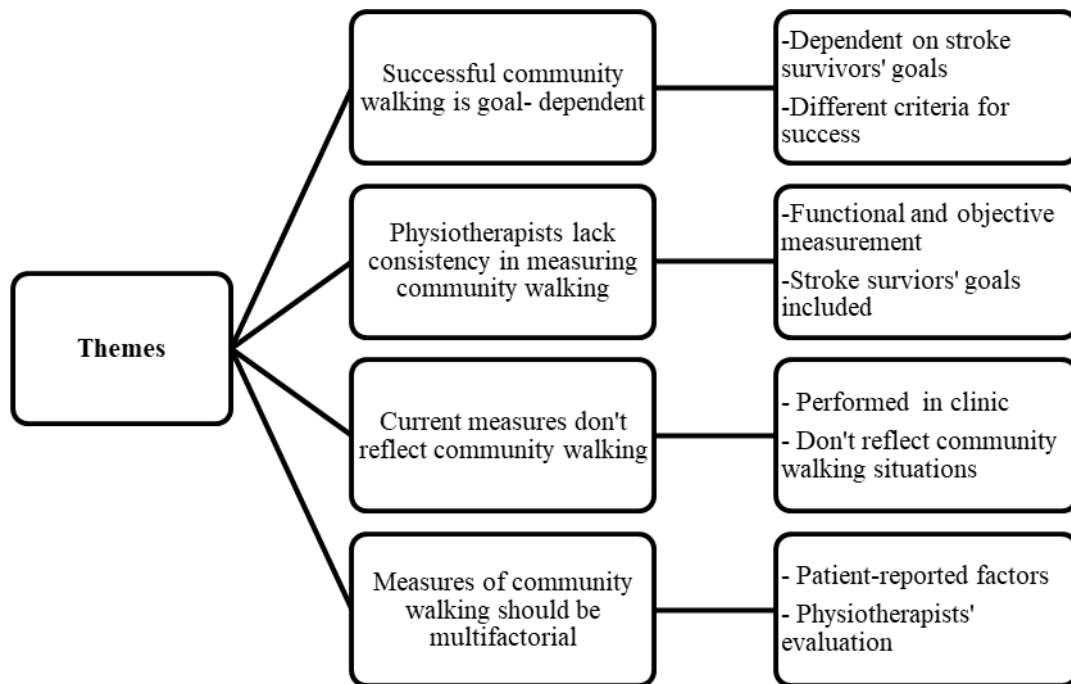 Themes
Successful community
walking is goal- dependent
-Dependent on stroke
survivors' goals
-Different criteria for
success
Physiotherapists lack
consistency in measuring
community walking
-Functional and objective
measurement
-Stroke surviors' goals
included
Current measures don't
reflect community walking
- Performed in clinic
- Don't reflect community
walking situations
Measures of community
walking should be
multifactorial
- Patient-reported factors
- Physiotherapists'
evaluation